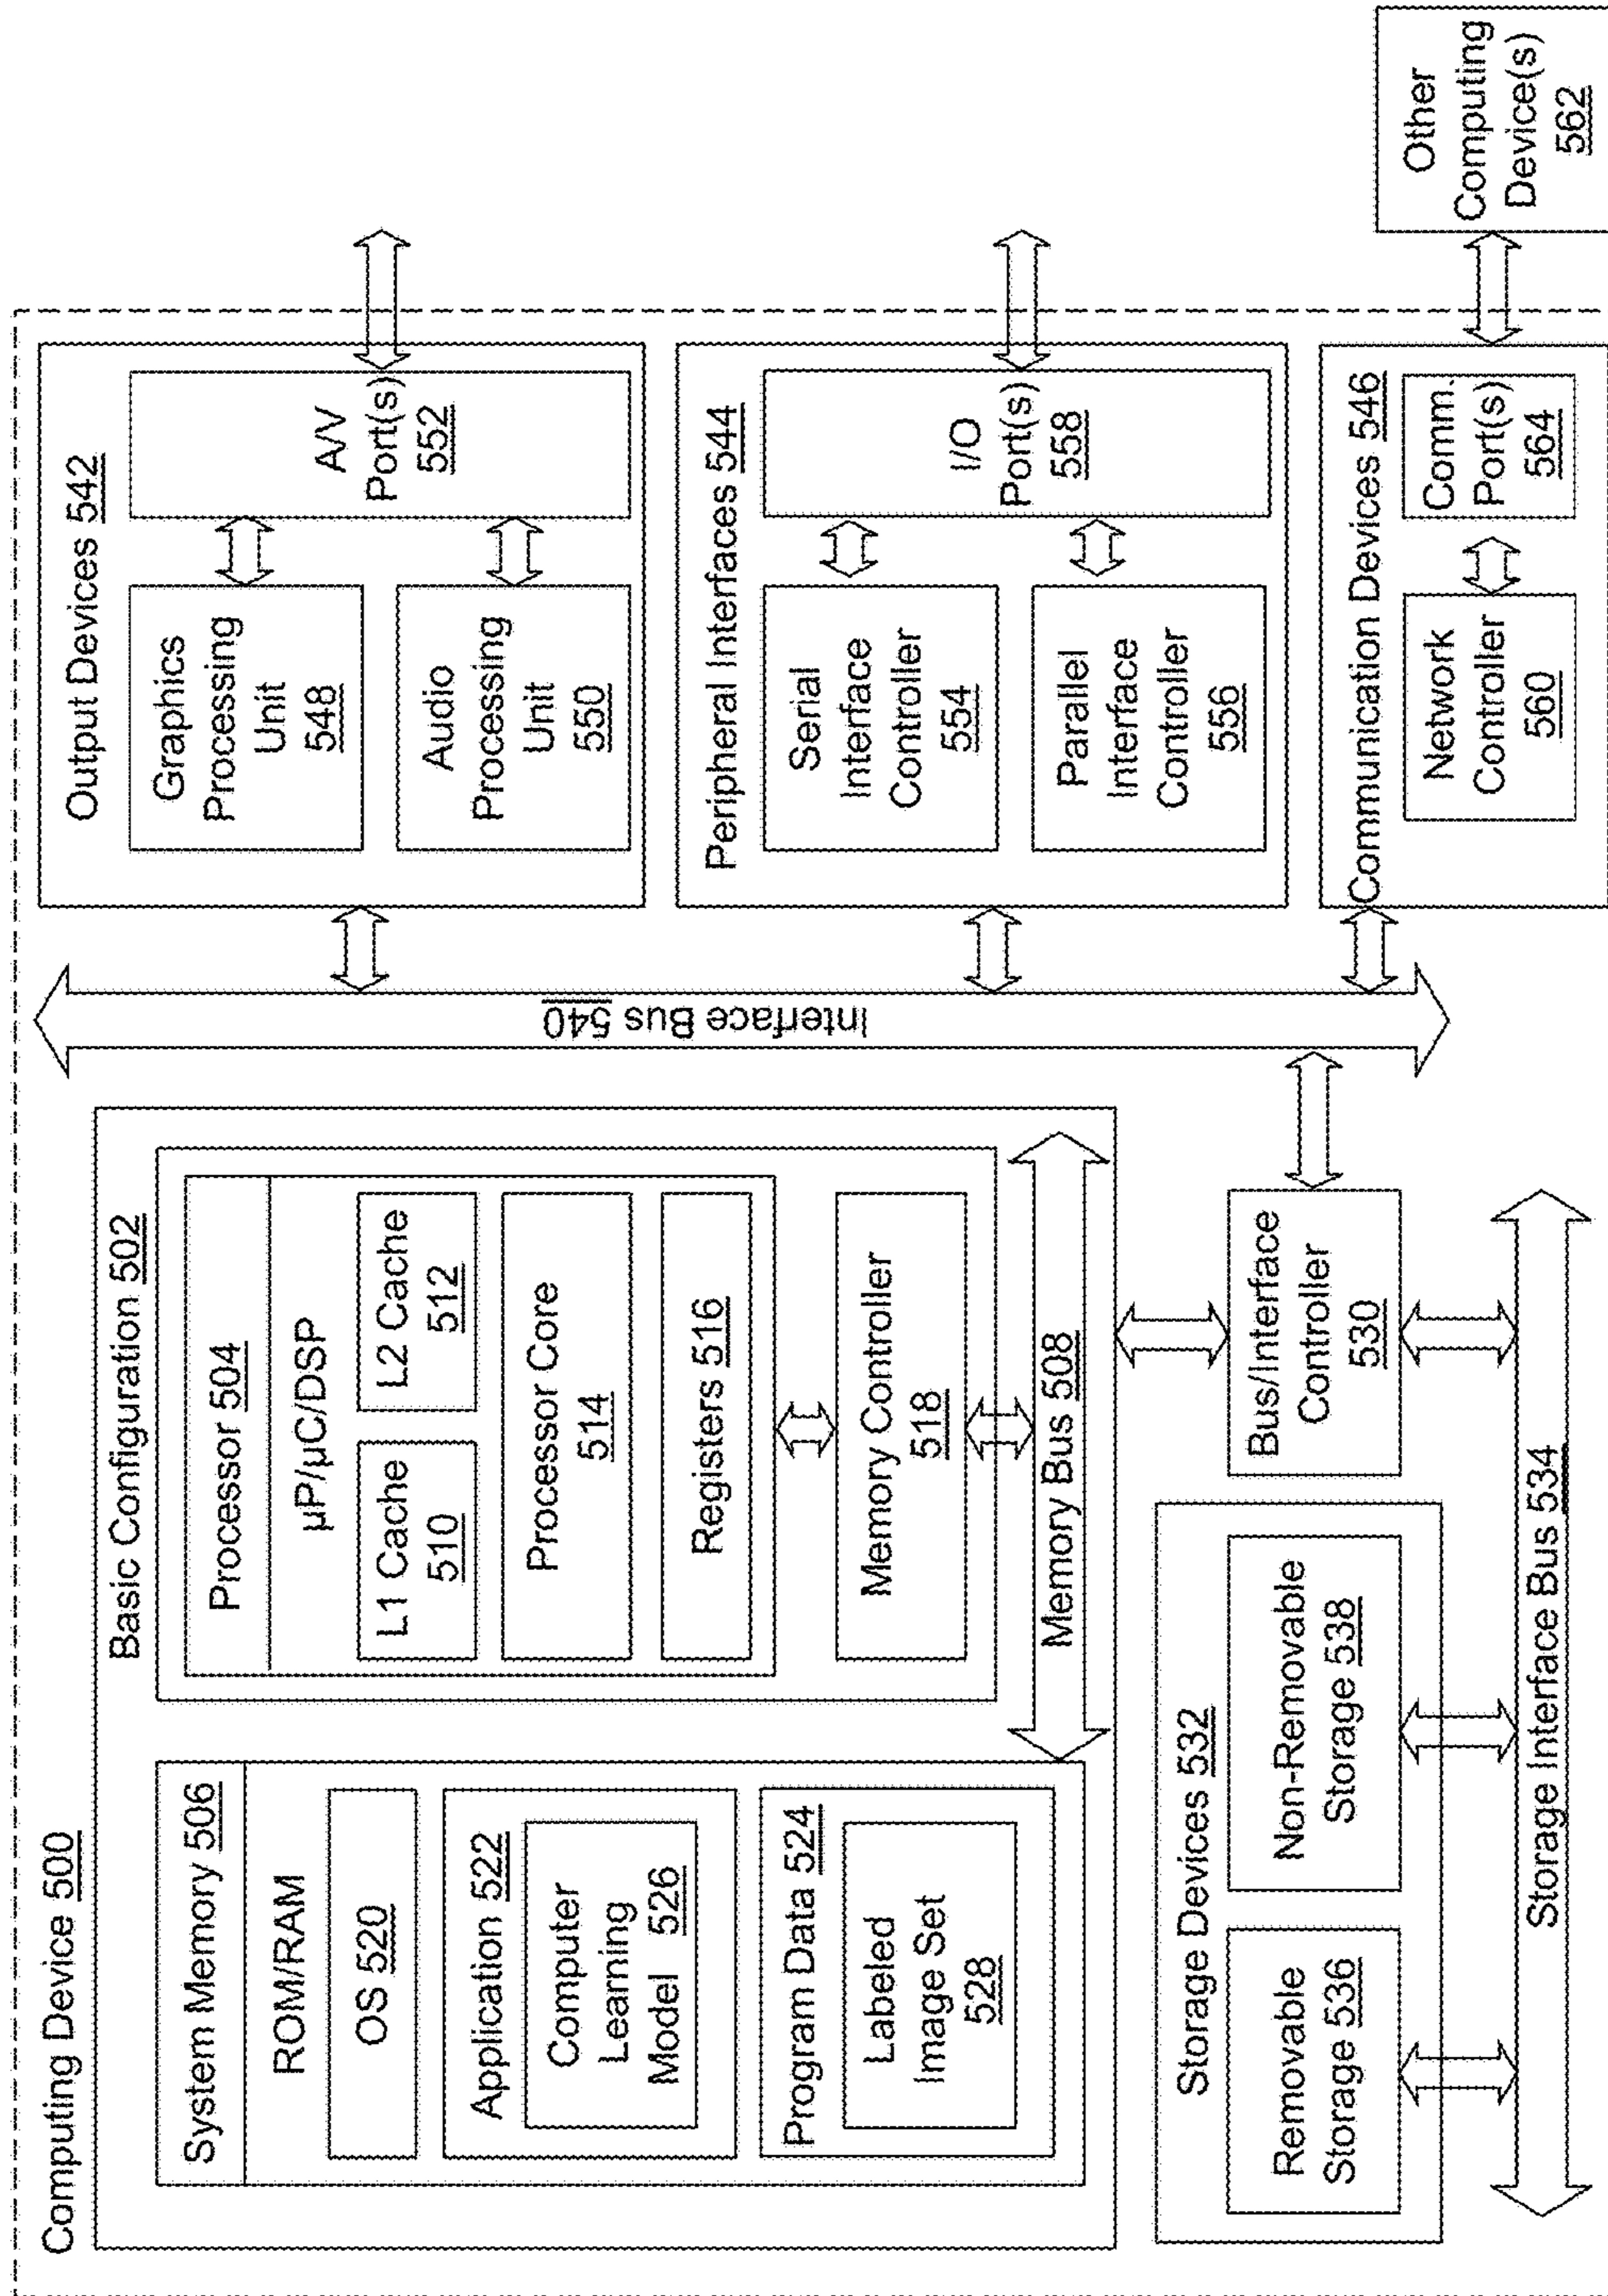 Computing Device 500
Basic Configuration 502
System Memory 506
ROM/RAM
OS 520
Application 522
Computer
Learning
Model 526
Program Data 524
Labeled
Image Set
528
Processor 504
µP/µC/DSP
L1 Cache
510
L2 Cache
512
Processor Core
514
Registers 516
Memory Controller
518
Memory Bus 508
Storage Devices 532
Removable
Storage 536
Non-Removable
Storage 538
Bus/Interface
Controller
530
Storage Interface Bus 534
Interface Bus 540
Output Devices 542
Graphics
Processing
Unit
548
Audio
Processing
Unit
550
A/V
Port(s)
552
Peripheral Interfaces 544
Serial
Interface
Controller
554
Parallel
Interface
Controller
556
I/O
Port(s)
558
Communication Devices 546
Network
Controller
560
Comm.
Port(s)
564
Other
Computing
Device(s)
562